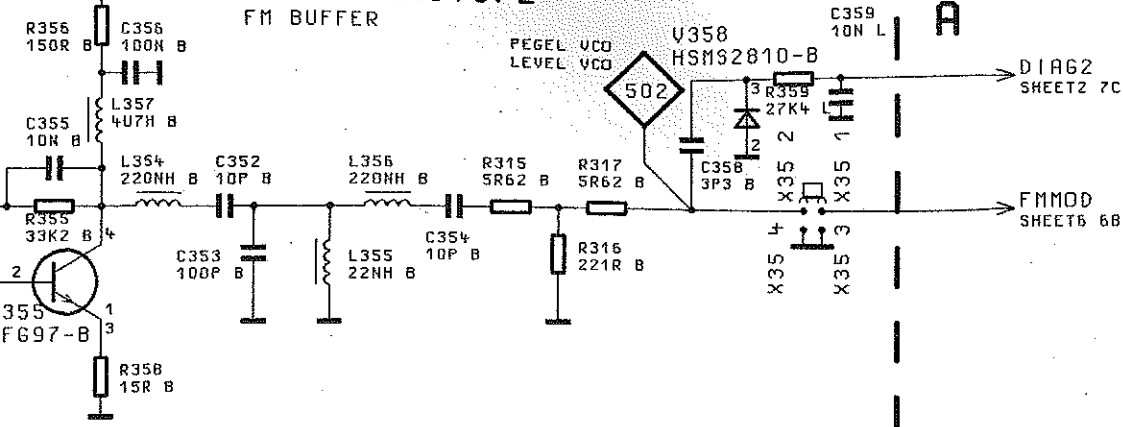 FM BUFFER
R356
150R B
C356
100N B
L357
4U7H B
C355
10N B
L354
220NH B
C352
10P B
R355
33K2 B
4
2
1
3
355
FG97-B
R358
15R B
C353
100P B
L355
22NH B
L356
220NH B
C354
10P B
R315
5R62 B
R317
5R62 B
R316
221R B
PEGEL VCO
LEVEL VCO
502
V358
HSMS2810-B
3
2
C358
3P3 B
R359
27K4 L
C359
10N L
A
DIAG2
SHEET2 7C
X35 2
X35 1
X35 4
X35 3
FMMOD
SHEET6 6B